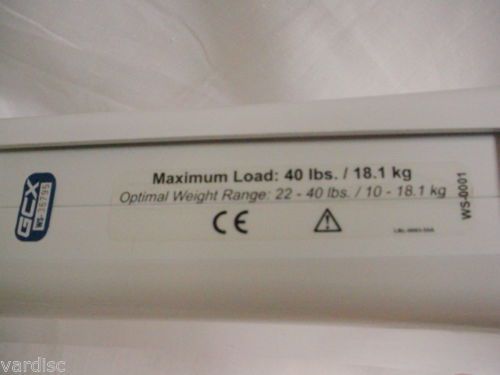 GCX
Maximum Load: 40 lbs. / 18.1 kg
Optimal Weight Range: 22 - 40 lbs. / 10 - 18.1 kg
CE
WS-0001
vardisc